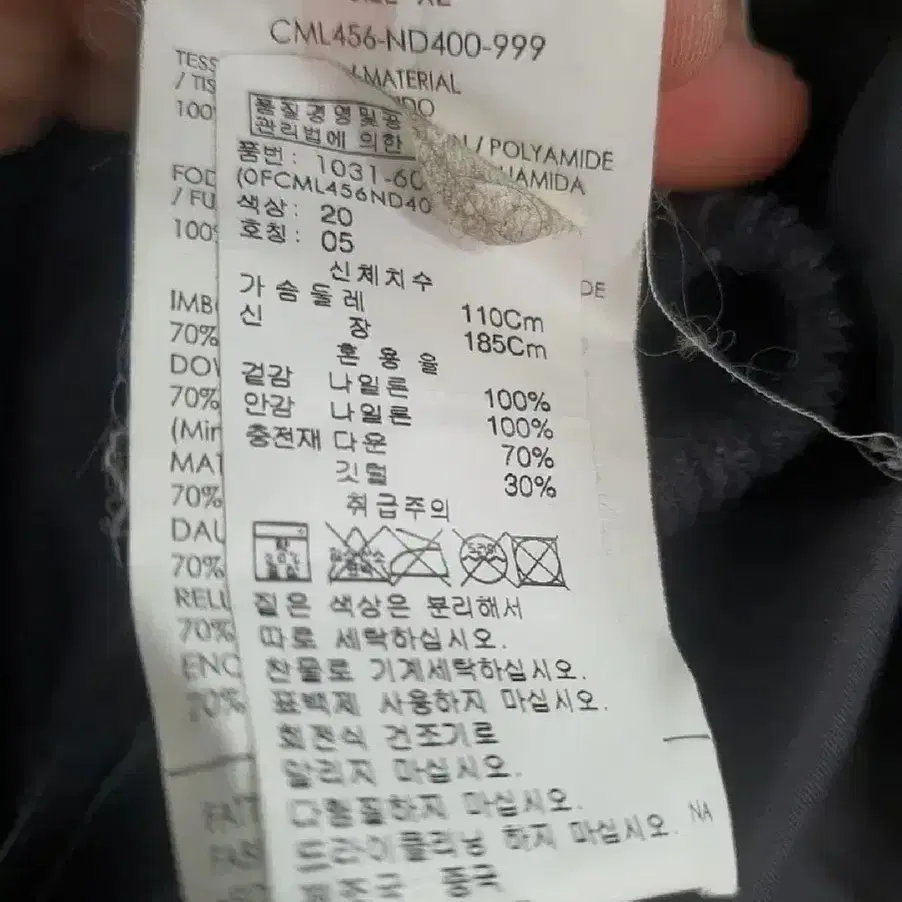 CML456-ND400-999
MATERIAL
/ POLYAMIDE
100%
IMB
70%
DOW
70%
(Mir
MAT
70%
DAU
70%
RELL
70%
ENC
70%
품질경영및공
관리법에 의한
품번: 1031-60
(OFCML456ND40
색상: 20
호칭: 05
신체치수
가슴둘레 110Cm
신장 185Cm
혼용율
겉감 나일론 100%
안감 나일론 100%
충전재 다운 70%
깃털 30%
취급주의
짙은 색상은 분리해서
따로 세탁하십시오.
찬물로 기계세탁하십시오.
표백제 사용하지 마십시오.
회전식 건조기로
말리지 마십시오.
다림질하지 마십시오.
드라이클리닝 하지 마십시오.
제조국 중국
NA